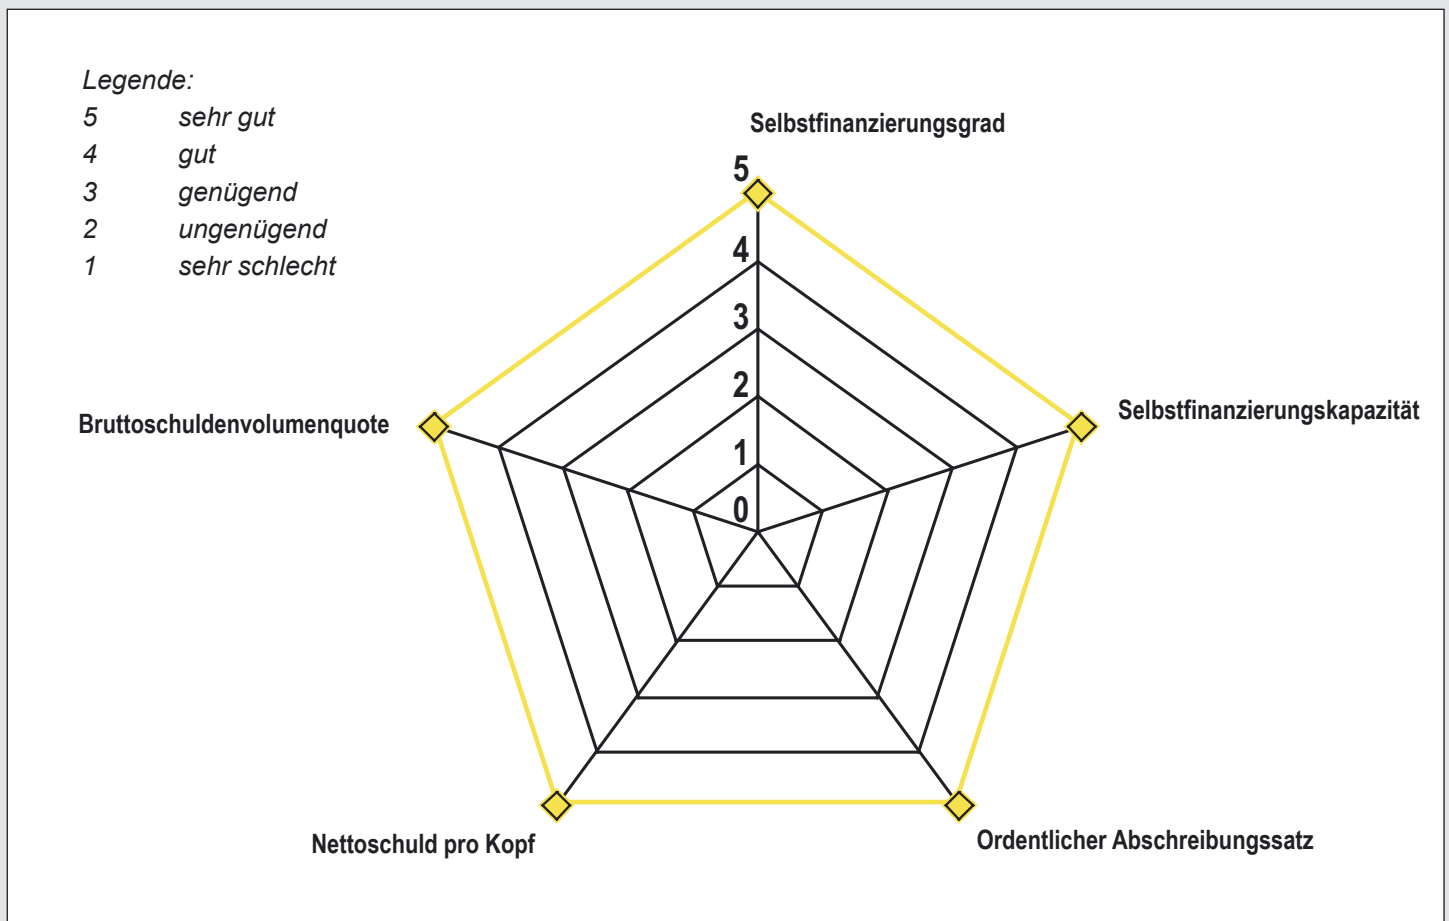 Legende:
5 sehr gut
4 gut
3 genügend
2 ungenügend
1 sehr schlecht
Selbstfinanzierungsgrad
5
4
3
2
1
0
Selbstfinanzierungskapazität
Bruttoschuldenvolumenquote
Nettoschuld pro Kopf
Ordentlicher Abschreibungssatz